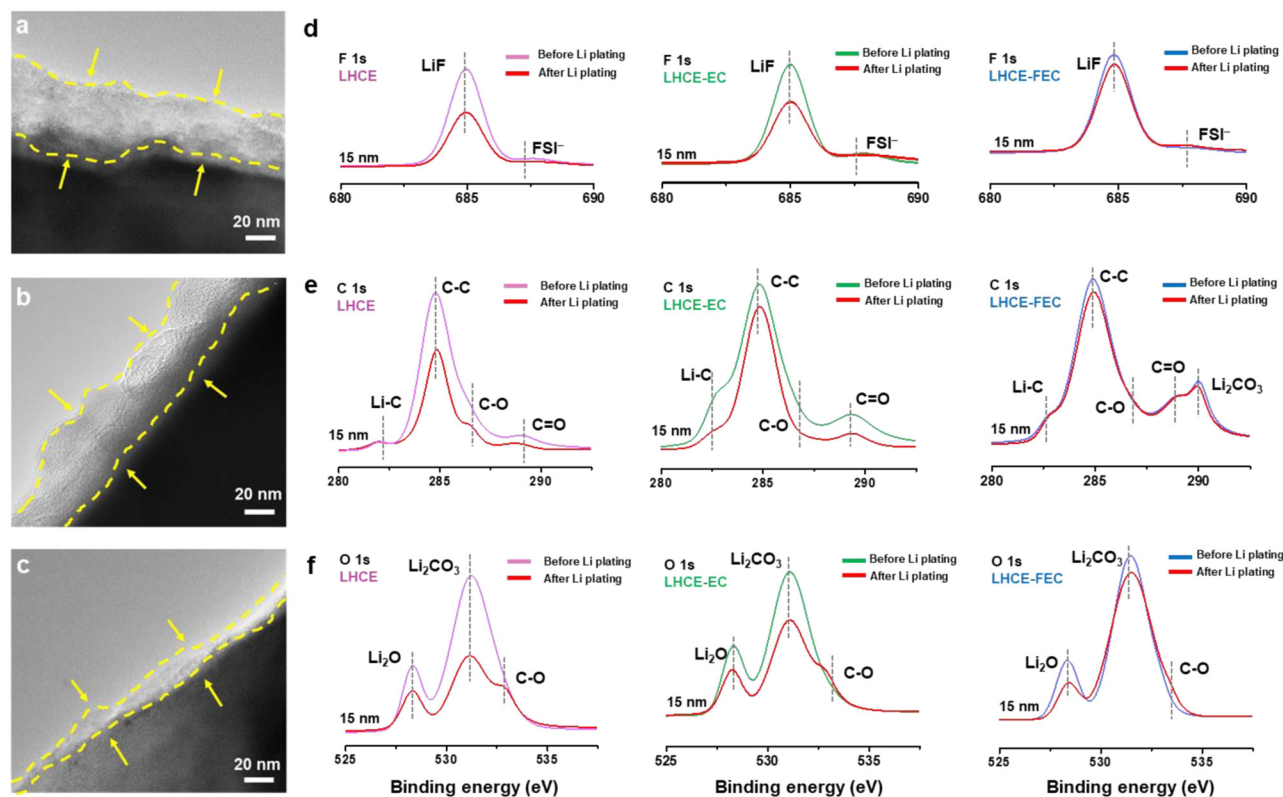 a
20 nm
b
20 nm
c
20 nm
d
F 1s
LHCE
LiF
Before Li plating
After Li plating
FSI⁻
15 nm
680
685
690
F 1s
LHCE-EC
LiF
Before Li plating
After Li plating
FSI⁻
15 nm
680
685
690
F 1s
LHCE-FEC
LiF
Before Li plating
After Li plating
FSI⁻
15 nm
680
685
690
e
C 1s
LHCE
C-C
Before Li plating
After Li plating
Li-C
C-O
C=O
15 nm
280
285
290
C 1s
LHCE-EC
C-C
Before Li plating
After Li plating
Li-C
C-O
C=O
15 nm
280
285
290
C 1s
LHCE-FEC
C-C
Before Li plating
After Li plating
Li-C
C-O
C=O
Li₂CO₃
15 nm
280
285
290
f
O 1s
LHCE
Li₂CO₃
Before Li plating
After Li plating
Li₂O
C-O
15 nm
525
530
535
Binding energy (eV)
O 1s
LHCE-EC
Li₂CO₃
Before Li plating
After Li plating
Li₂O
C-O
15 nm
525
530
535
Binding energy (eV)
O 1s
LHCE-FEC
Li₂CO₃
Before Li plating
After Li plating
Li₂O
C-O
15 nm
525
530
535
Binding energy (eV)